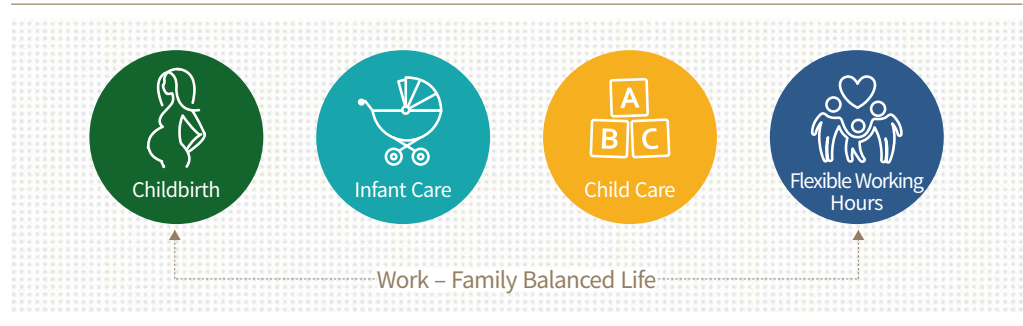 Childbirth
Infant Care
A
B C
Child Care
Flexible Working
Hours
Work – Family Balanced Life